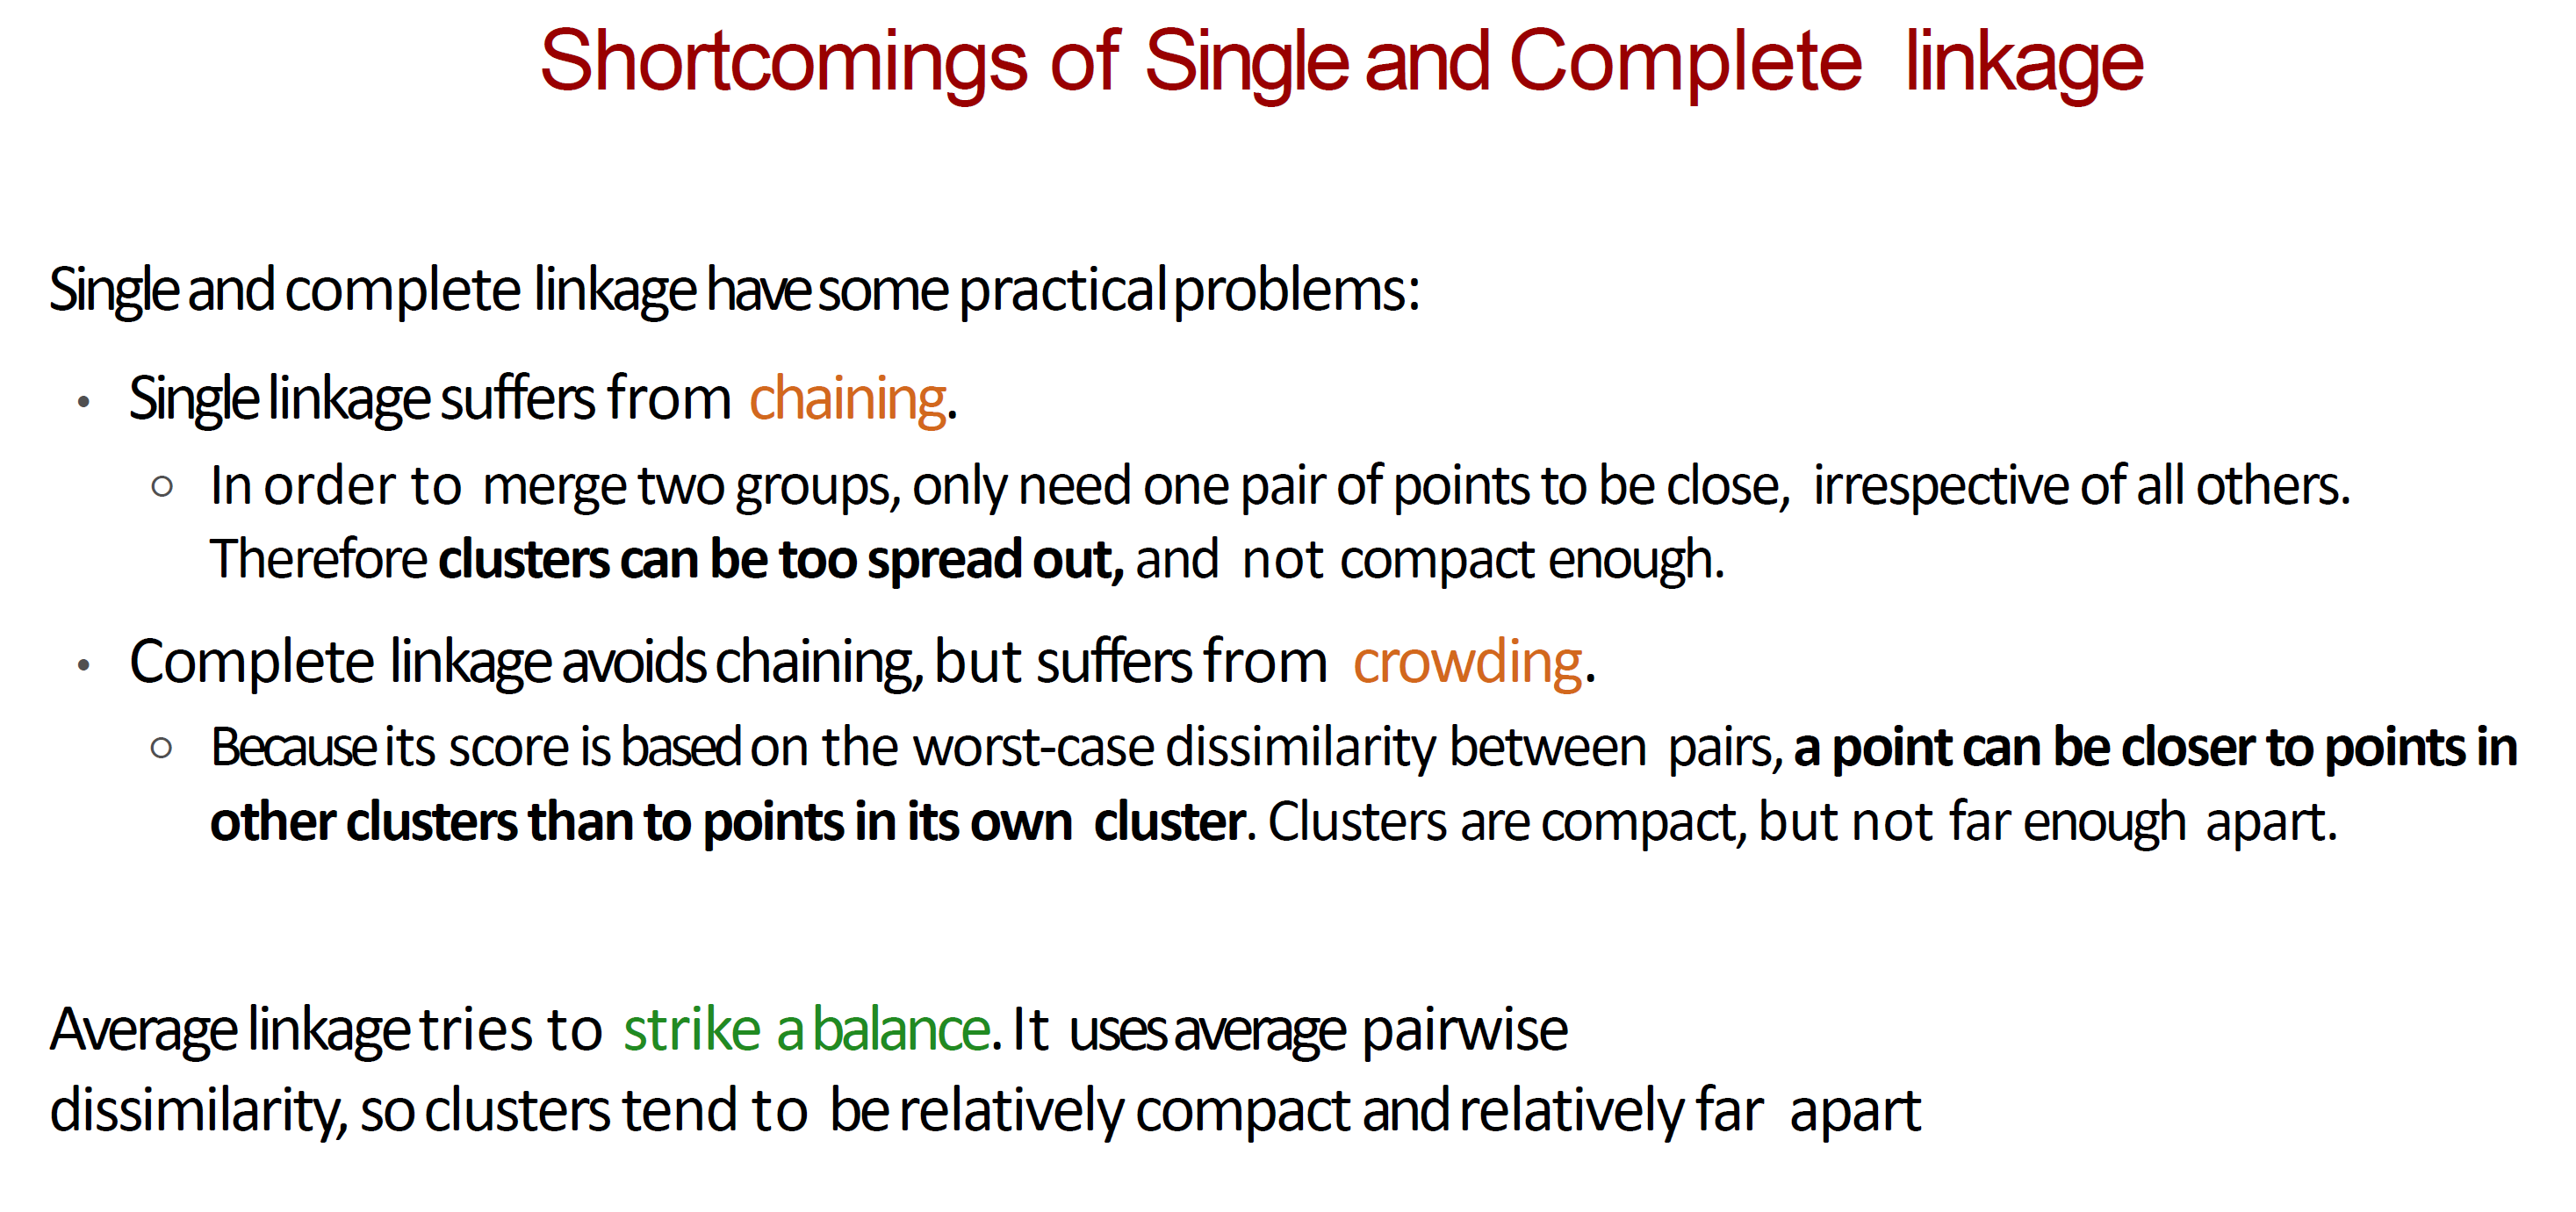 Shortcomings of Single and Complete linkage
Single and complete linkage have some practical problems:
• Single linkage suffers from chaining.
○ In order to merge two groups, only need one pair of points to be close, irrespective of all others.
Therefore clusters can be too spread out, and not compact enough.
• Complete linkage avoids chaining, but suffers from crowding.
○ Because its score is based on the worst-case dissimilarity between pairs, a point can be closer to points in
other clusters than to points in its own cluster. Clusters are compact, but not far enough apart.
Average linkage tries to strike a balance. It uses average pairwise
dissimilarity, so clusters tend to be relatively compact and relatively far apart